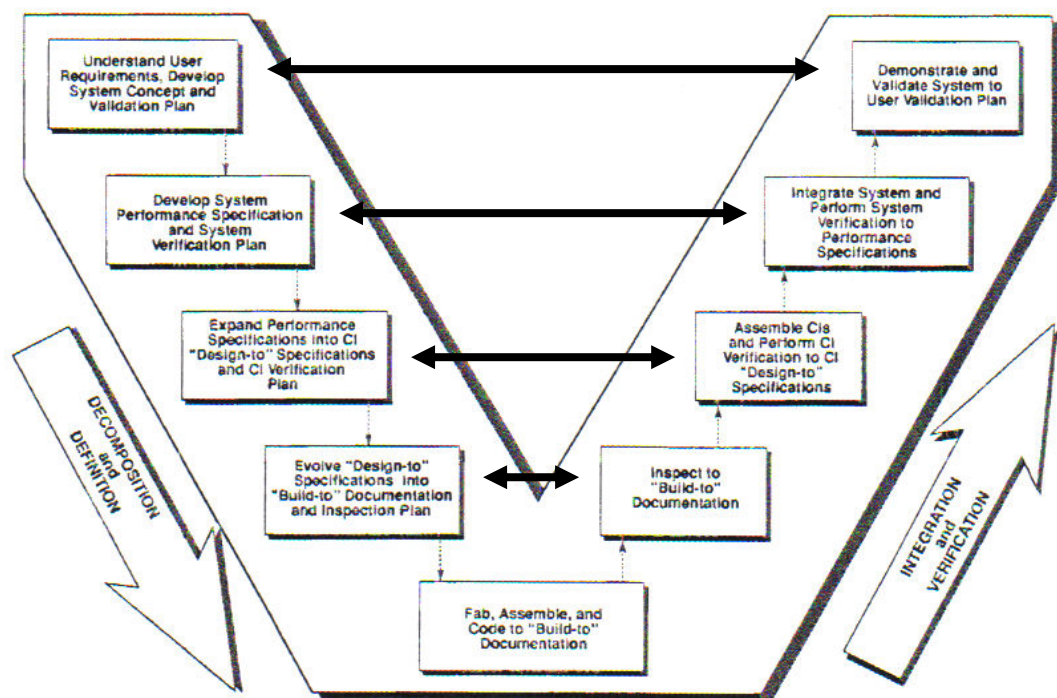 Understand User
Requirements, Develop
System Concept and
Validation Plan
Demonstrate and
Validate System to
User Validation Plan
Develop System
Performance Specification
and System
Verification Plan
Integrate System and
Perform System
Verification to
Performance
Specifications
Expand Performance
Specifications into CI
"Design-to" Specifications
and CI Verification
Plan
Assemble CIs
and Perform CI
Verification to CI
"Design-to"
Specifications
Evolve "Design-to"
Specifications into
"Build-to" Documentation
and Inspection Plan
Inspect to
"Build-to"
Documentation
Fab, Assemble, and
Code to "Build-to"
Documentation
DECOMPOSITION
and
DEFINITION
INTEGRATION
and
VERIFICATION